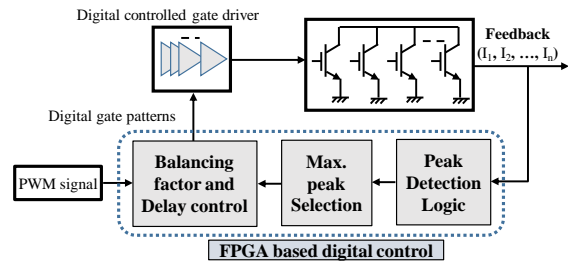 Digital controlled gate driver
Feedback
(I1, I2, ..., In)
Digital gate patterns
PWM signal
Balancing
factor and
Delay control
Max.
peak
Selection
Peak
Detection
Logic
FPGA based digital control